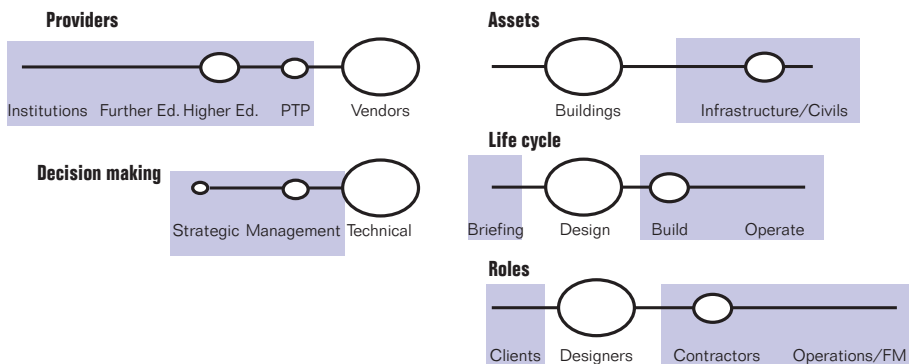 Providers
Institutions Further Ed. Higher Ed. PTP Vendors
Decision making
Strategic Management Technical
Assets
Buildings Infrastructure/Civils
Life cycle
Briefing Design Build Operate
Roles
Clients Designers Contractors Operations/FM